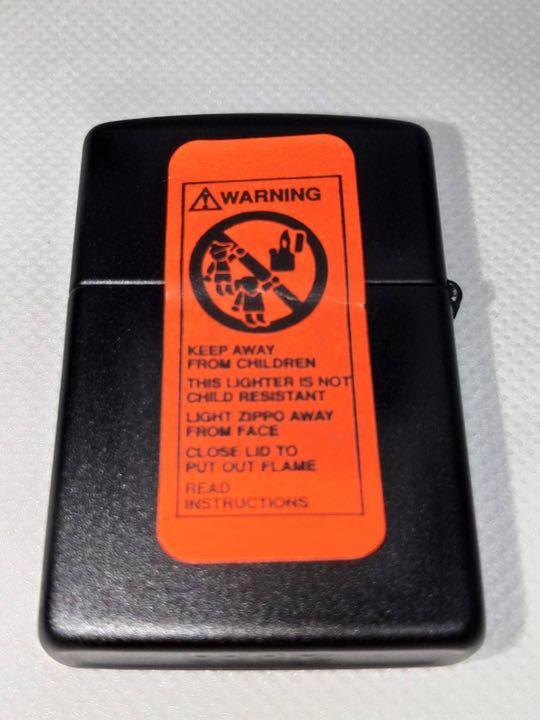 WARNING
KEEP AWAY
FROM CHILDREN
THIS LIGHTER IS NOT
CHILD RESISTANT
LIGHT ZIPPO AWAY
FROM FACE
CLOSE LID TO
PUT OUT FLAME
READ
INSTRUCTIONS